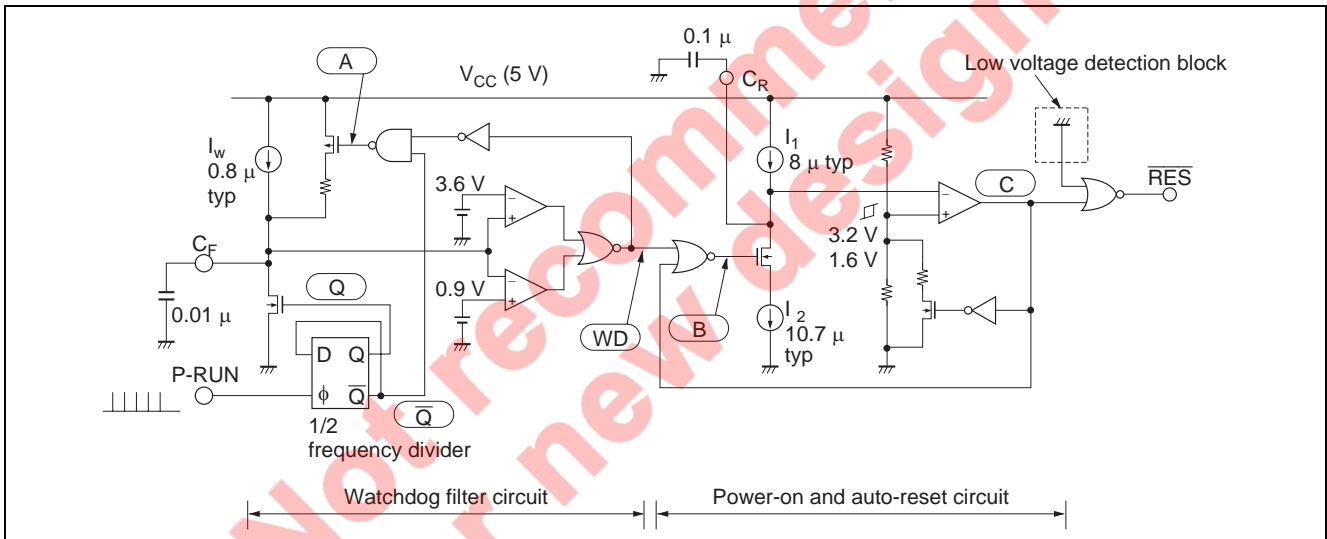 Not recommended for new design
0.1 μ
A
V_CC (5 V)
C_R
Low voltage detection block
I_w
0.8 μ
typ
I_1
8 μ typ
3.6 V
−
+
−
+
C
R̅E̅S̅
3.2 V
1.6 V
C_F
0.01 μ
Q
0.9 V
+
−
WD
B
I_2
10.7 μ
typ
D Q
ϕ Q̅
P-RUN
Q̅
1/2
frequency divider
Watchdog filter circuit
Power-on and auto-reset circuit